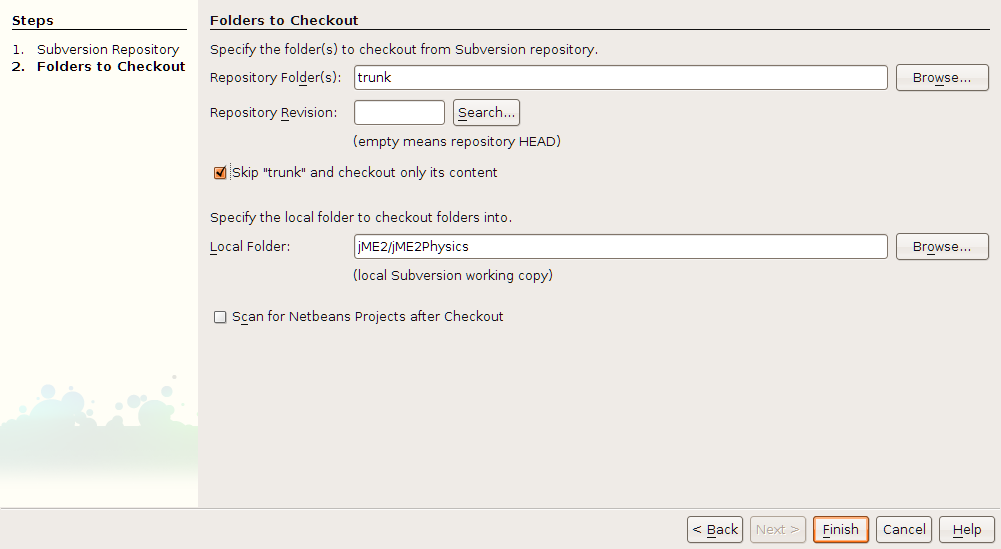 Steps
1. Subversion Repository
2. Folders to Checkout
Folders to Checkout
Specify the folder(s) to checkout from Subversion repository.
Repository Folder(s): trunk Browse...
Repository Revision: Search...
(empty means repository HEAD)
Skip "trunk" and checkout only its content
Specify the local folder to checkout folders into.
Local Folder: jME2/jME2Physics Browse...
(local Subversion working copy)
Scan for Netbeans Projects after Checkout
< Back Next > Finish Cancel Help